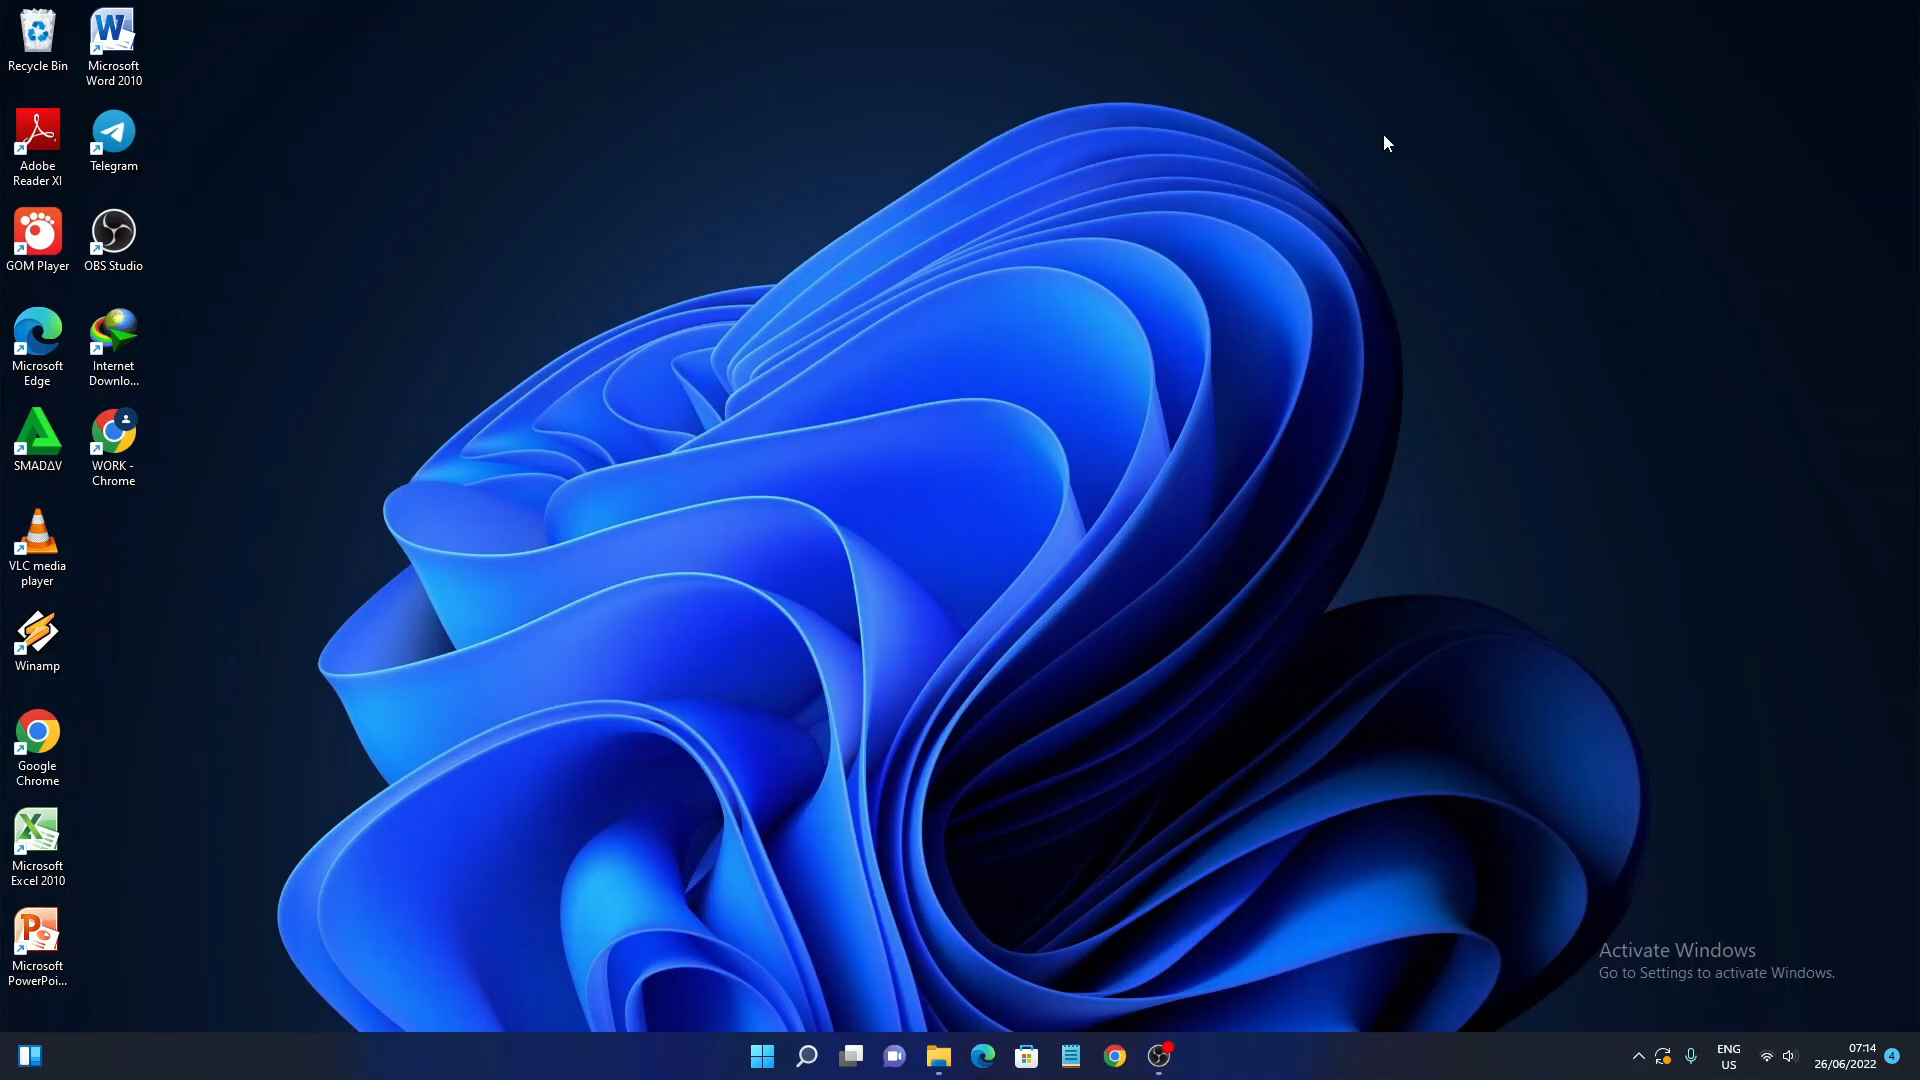 Recycle Bin
Microsoft
Word 2010
Adobe
Reader XI
Telegram
GOM Player
OBS Studio
Microsoft
Edge
Internet
Downlo...
SMADΔV
WORK -
Chrome
VLC media
player
Winamp
Google
Chrome
Microsoft
Excel 2010
Microsoft
PowerPoi...
Activate Windows
Go to Settings to activate Windows.
ENG
US
07:14
26/06/2022
4